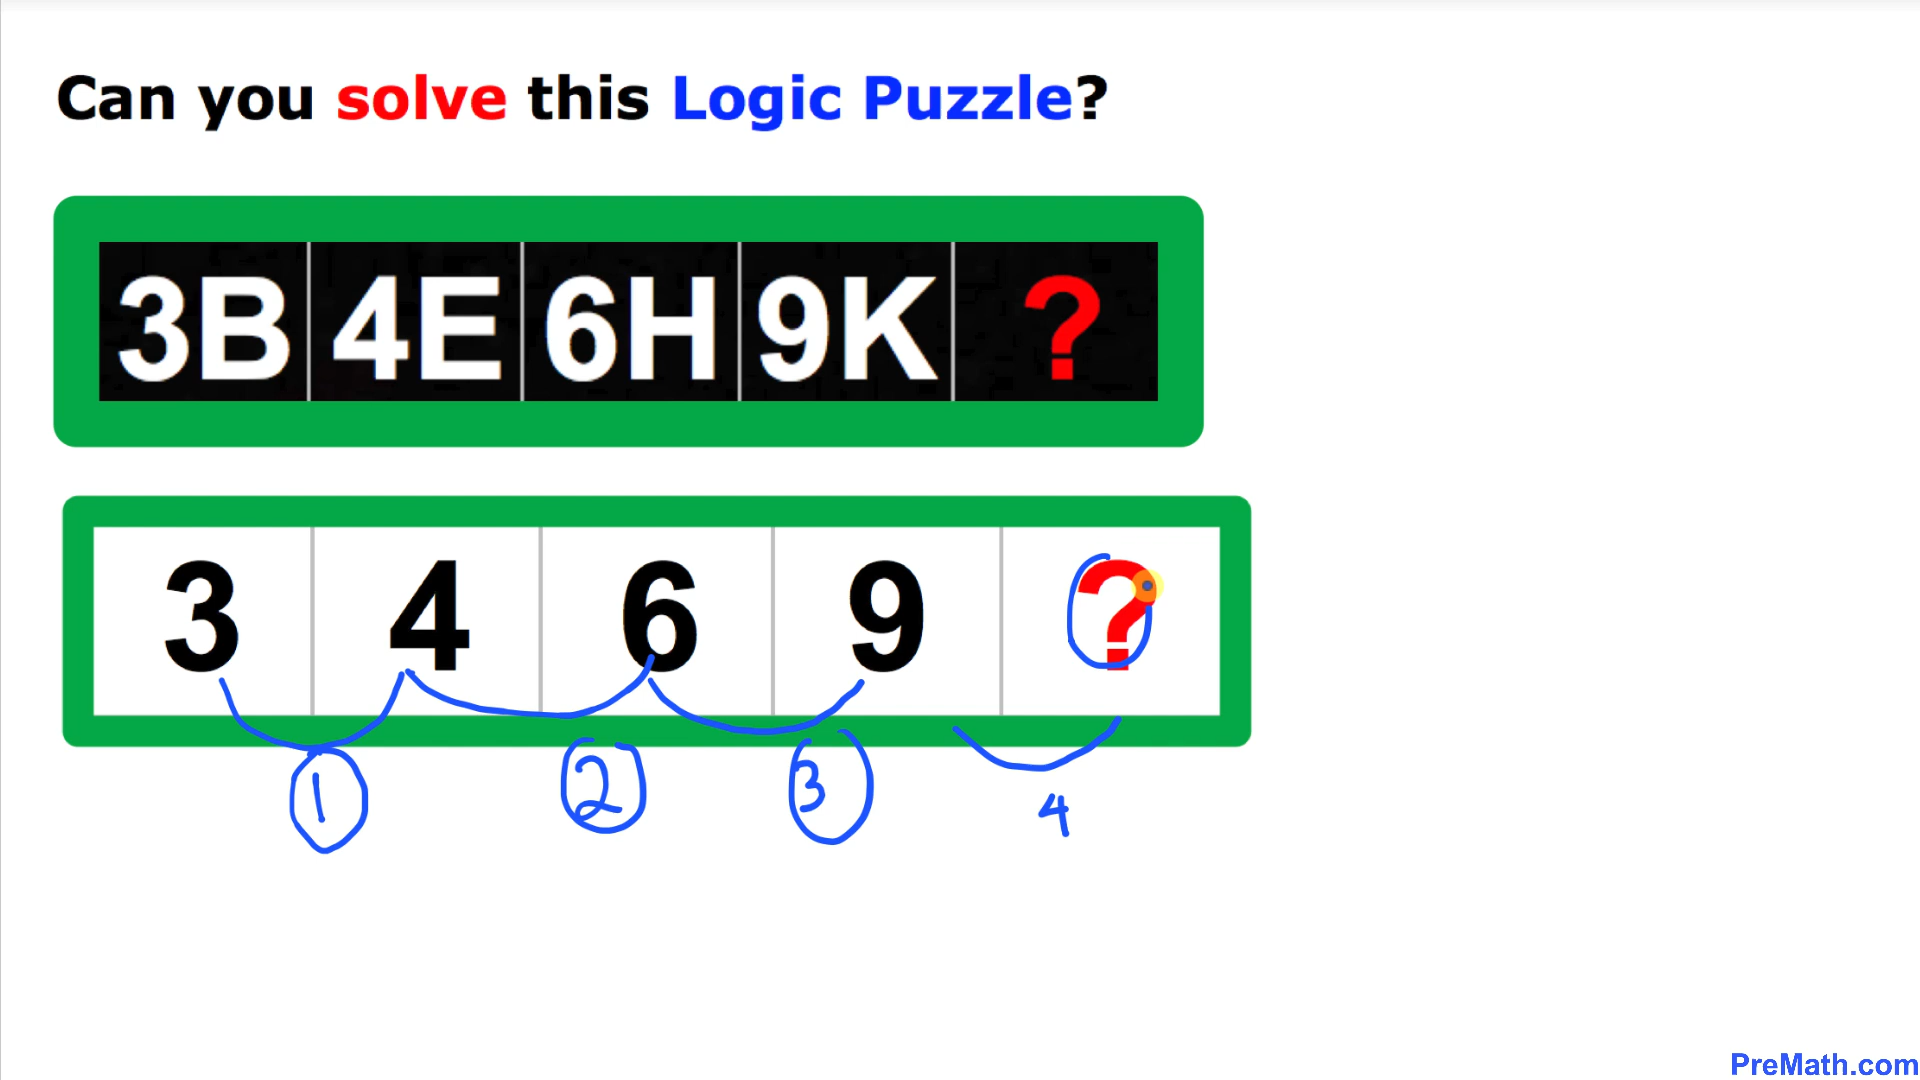 Can you solve this Logic Puzzle?
3B 4E 6H 9K ?
3 4 6 9 ?
1 2 3 4
PreMath.com